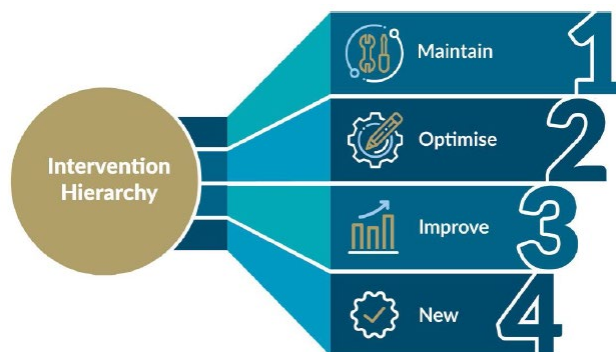 Intervention
Hierarchy
Maintain
1
Optimise
2
Improve
3
New
4